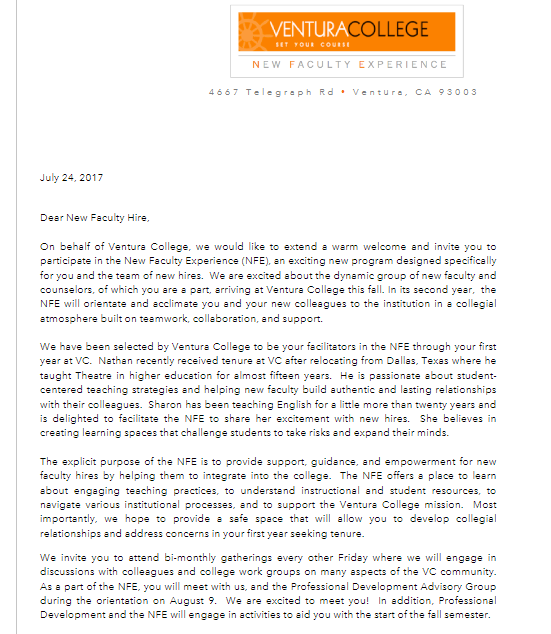 VENTURACOLLEGE
SET YOUR COURSE
NEW FACULTY EXPERIENCE
4667 Telegraph Rd • Ventura, CA 93003
July 24, 2017
Dear New Faculty Hire,
On behalf of Ventura College, we would like to extend a warm welcome and invite you to
participate in the New Faculty Experience (NFE), an exciting new program designed specifically
for you and the team of new hires. We are excited about the dynamic group of new faculty and
counselors, of which you are a part, arriving at Ventura College this fall. In its second year, the
NFE will orientate and acclimate you and your new colleagues to the institution in a collegial
atmosphere built on teamwork, collaboration, and support.
We have been selected by Ventura College to be your facilitators in the NFE through your first
year at VC. Nathan recently received tenure at VC after relocating from Dallas, Texas where he
taught Theatre in higher education for almost fifteen years. He is passionate about student-
centered teaching strategies and helping new faculty build authentic and lasting relationships
with their colleagues. Sharon has been teaching English for a little more than twenty years and
is delighted to facilitate the NFE to share her excitement with new hires. She believes in
creating learning spaces that challenge students to take risks and expand their minds.
The explicit purpose of the NFE is to provide support, guidance, and empowerment for new
faculty hires by helping them to integrate into the college. The NFE offers a place to learn
about engaging teaching practices, to understand instructional and student resources, to
navigate various institutional processes, and to support the Ventura College mission. Most
importantly, we hope to provide a safe space that will allow you to develop collegial
relationships and address concerns in your first year seeking tenure.
We invite you to attend bi-monthly gatherings every other Friday where we will engage in
discussions with colleagues and college work groups on many aspects of the VC community.
As a part of the NFE, you will meet with us, and the Professional Development Advisory Group
during the orientation on August 9. We are excited to meet you! In addition, Professional
Development and the NFE will engage in activities to aid you with the start of the fall semester.